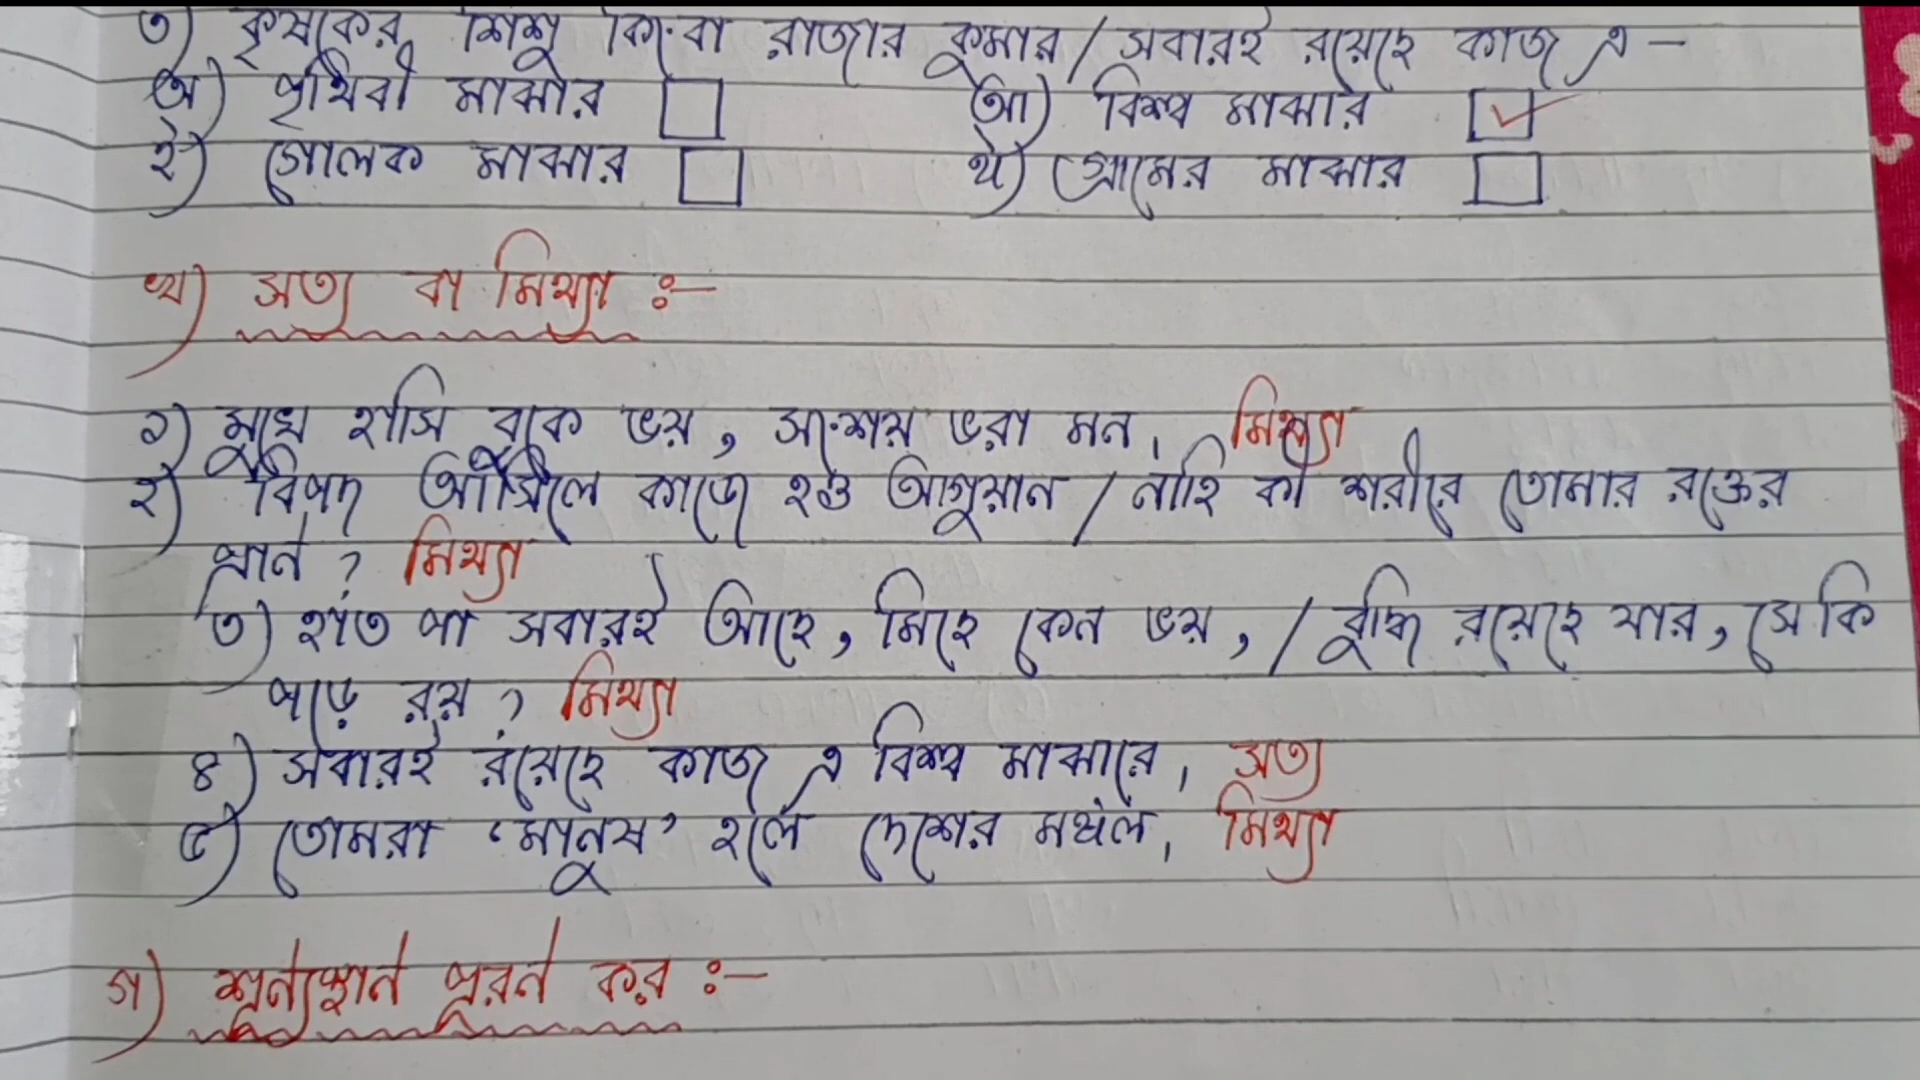 ৩) কৃষকের শিশু কিংবা রাজার কুমার / সবারই রয়েছে কাজ এ —
অ) পৃথিবী মাঝার আ) বিশ্ব মাঝার
ই) গোলক মাঝার ঈ) গ্রামের মাঝার
খ) সত্য বা মিথ্যা :-
১) মুখে হাসি বুকে ভয়, সংশয় ভরা মন। মিথ্যা
২) বিপদ আসিলে কাছে হও আগুয়ান / নাহি কী শরীরে তোমার রক্তের
প্রান? মিথ্যা
৩) হাত পা সবারই আছে, মিছে কেন ভয়, / বুদ্ধি রয়েছে যার, সে কি
পড়ে রয়? মিথ্যা
৪) সবারই রয়েছে কাজ এ বিশ্ব মাঝারে। সত্য
৫) তোমরা 'মানুষ' হলে দেশের মঙ্গল। মিথ্যা
গ) শূন্যস্থান পূরন কর :-